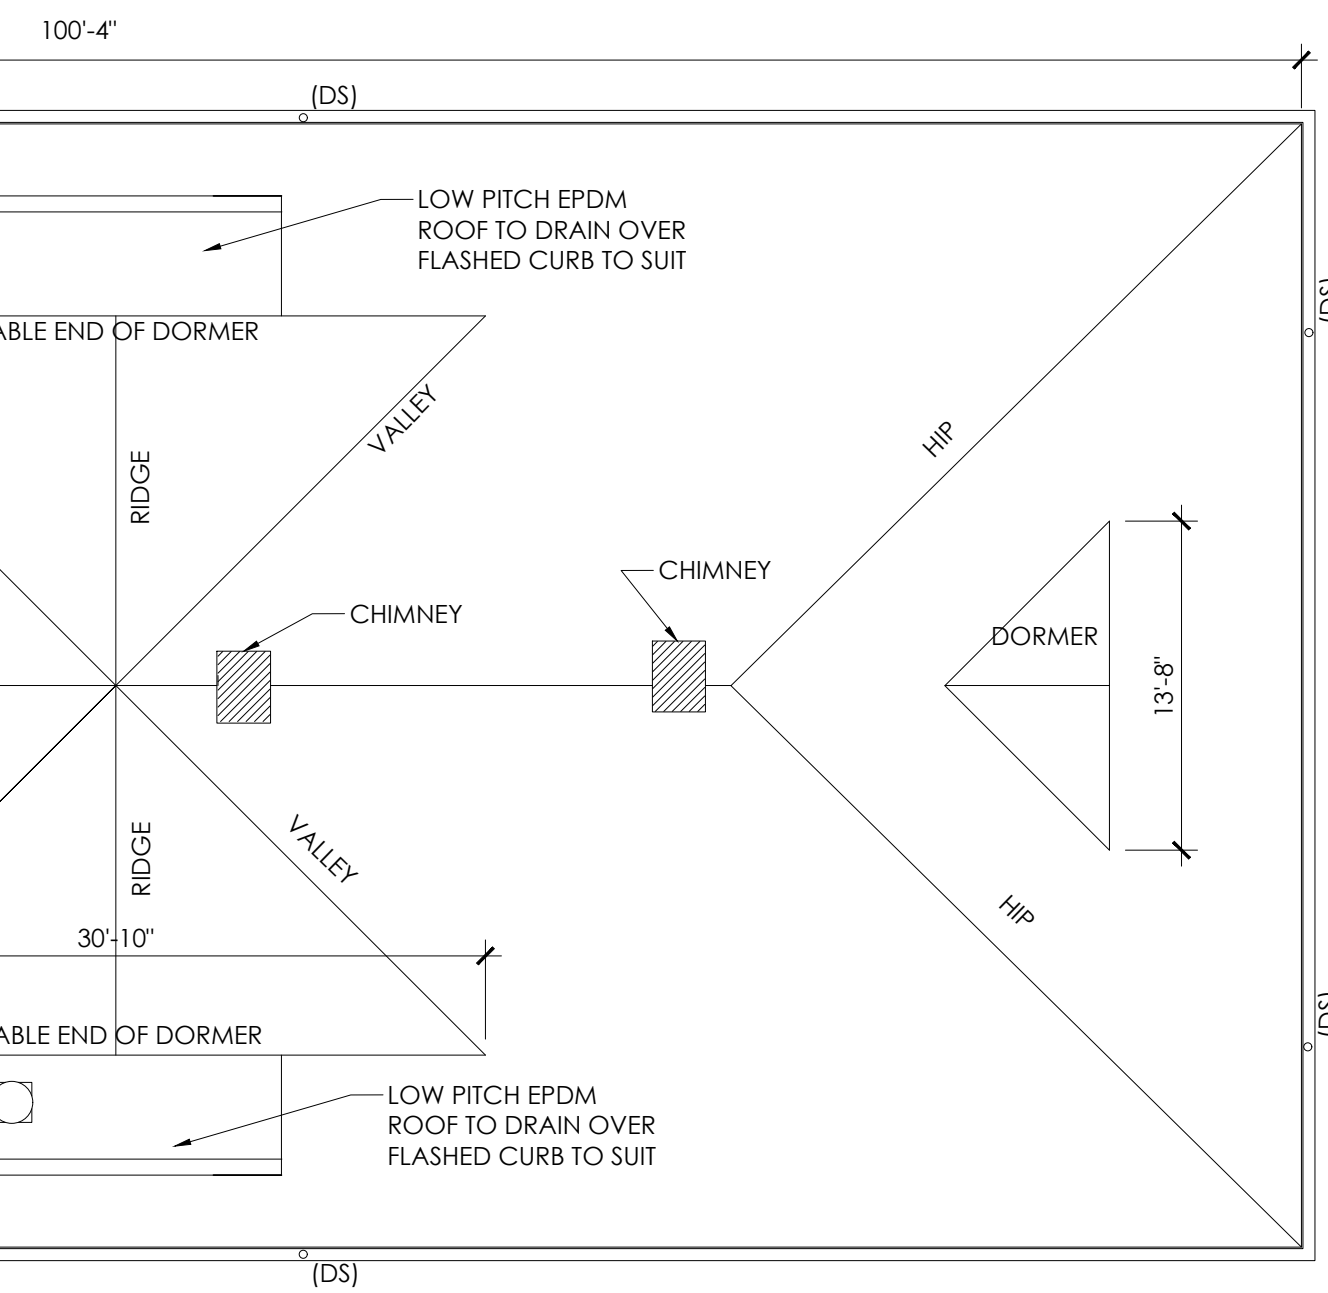 100'-4"
(DS)
LOW PITCH EPDM
ROOF TO DRAIN OVER
FLASHED CURB TO SUIT
(DS)
ABLE END OF DORMER
VALLEY
HIP
RIDGE
CHIMNEY
CHIMNEY
DORMER
13'-8"
VALLEY
RIDGE
HIP
30'-10"
(DS)
ABLE END OF DORMER
LOW PITCH EPDM
ROOF TO DRAIN OVER
FLASHED CURB TO SUIT
(DS)